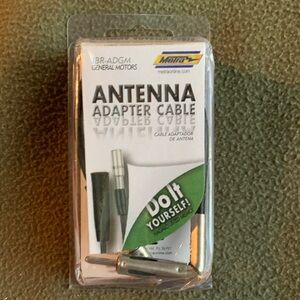 BR-ADGM
GENERAL MOTORS
Metra
metraonline.com
ANTENNA
ADAPTER CABLE
CABLE ADAPTADOR
DE ANTENA
Do It
YOURSELF!